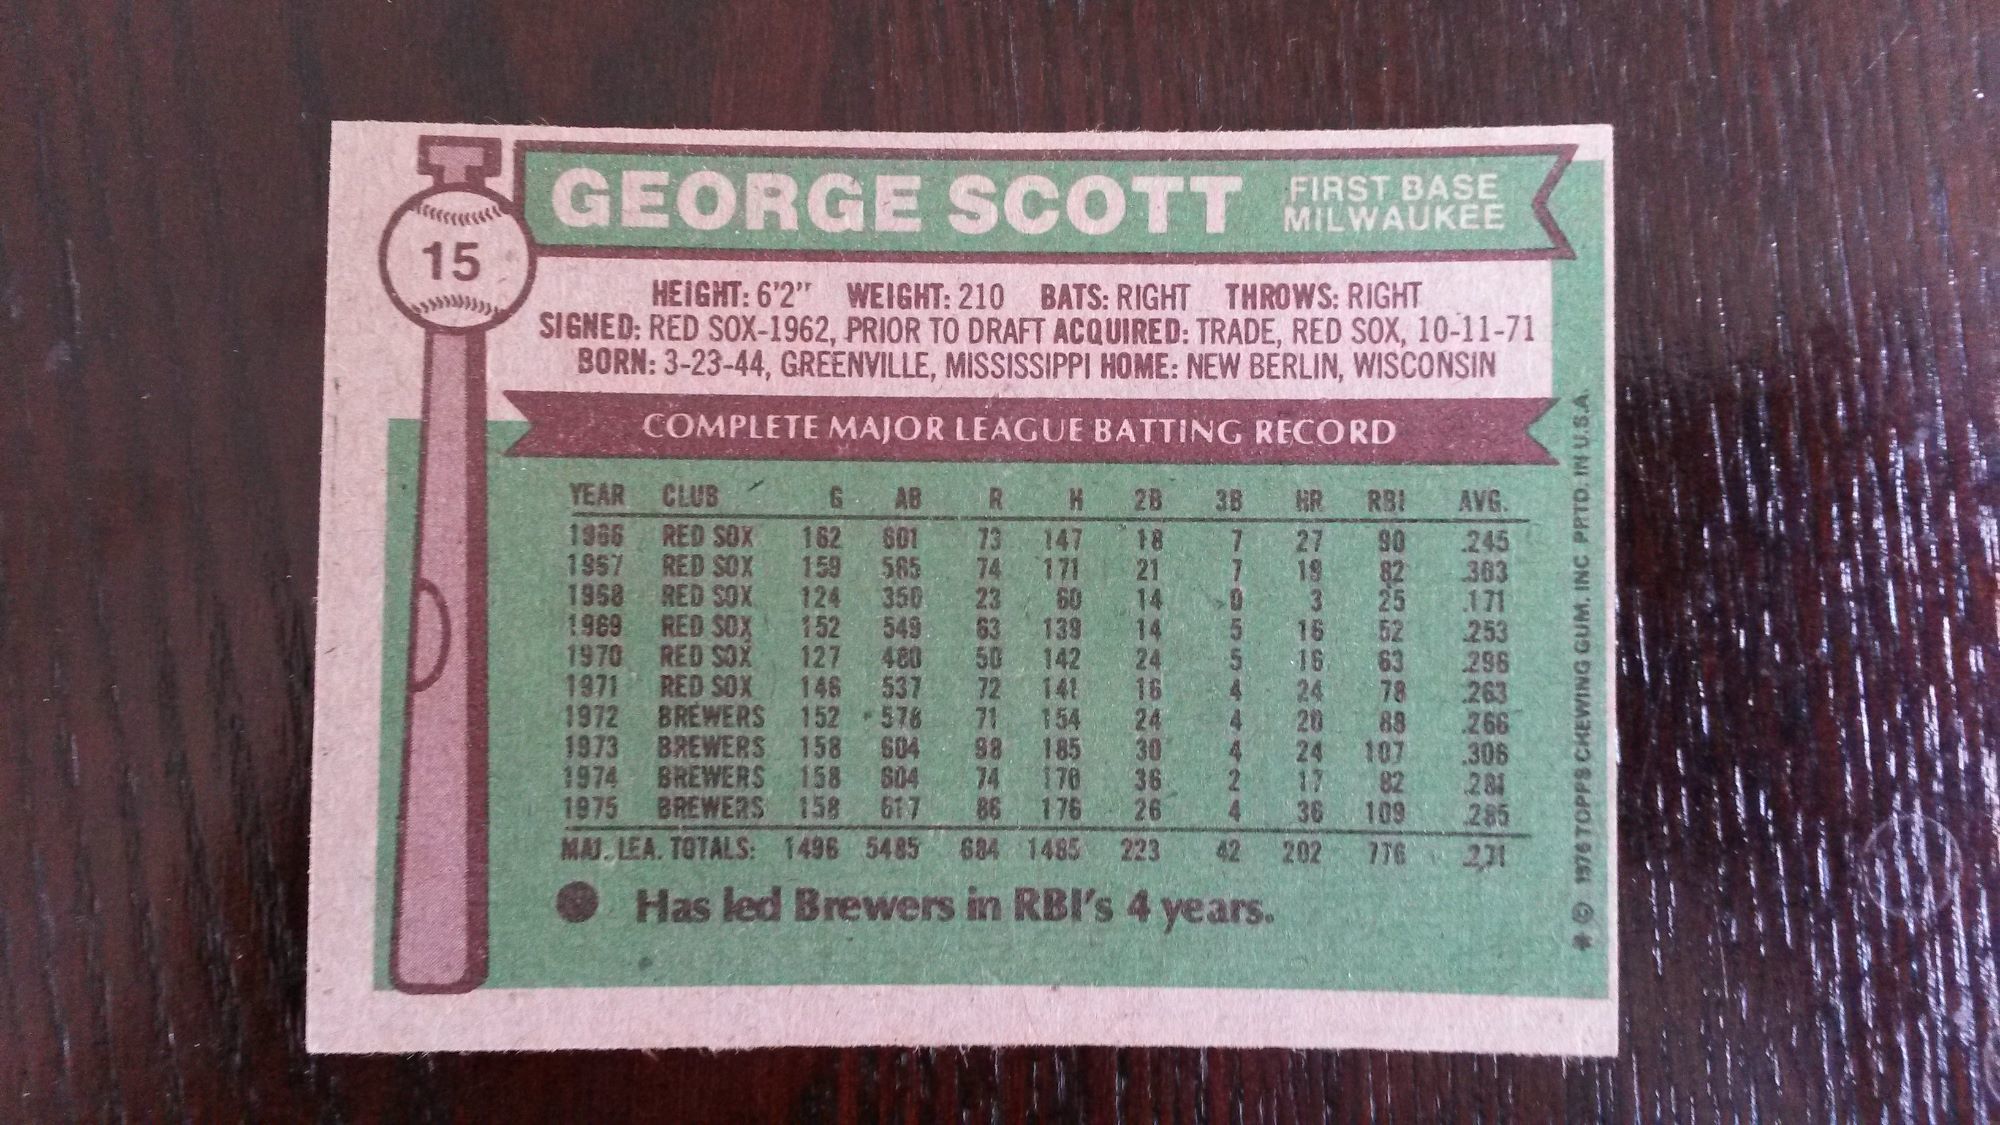 15
GEORGE SCOTT
FIRST BASE
MILWAUKEE
HEIGHT: 6'2" WEIGHT: 210 BATS: RIGHT THROWS: RIGHT
SIGNED: RED SOX-1962, PRIOR TO DRAFT ACQUIRED: TRADE, RED SOX, 10-11-71
BORN: 3-23-44, GREENVILLE, MISSISSIPPI HOME: NEW BERLIN, WISCONSIN
COMPLETE MAJOR LEAGUE BATTING RECORD
YEAR CLUB G AB R H 2B 3B HR RBI AVG.
1966 RED SOX 162 601 73 147 18 7 27 90 .245
1967 RED SOX 159 565 74 171 21 7 19 82 .303
1968 RED SOX 124 350 23 60 14 0 3 25 .171
1969 RED SOX 152 549 63 139 14 5 16 52 .253
1970 RED SOX 127 480 50 142 24 5 16 63 .296
1971 RED SOX 146 537 72 141 16 4 24 78 .263
1972 BREWERS 152 578 71 154 24 4 20 88 .266
1973 BREWERS 158 604 98 185 30 4 24 107 .306
1974 BREWERS 158 604 74 170 36 2 17 82 .281
1975 BREWERS 158 617 86 176 26 4 36 109 .285
MAJ. LEA. TOTALS: 1496 5485 684 1485 223 42 202 776 .271
Has led Brewers in RBI's 4 years.
* © 1976 TOPPS CHEWING GUM, INC PRTD. IN U.S.A.